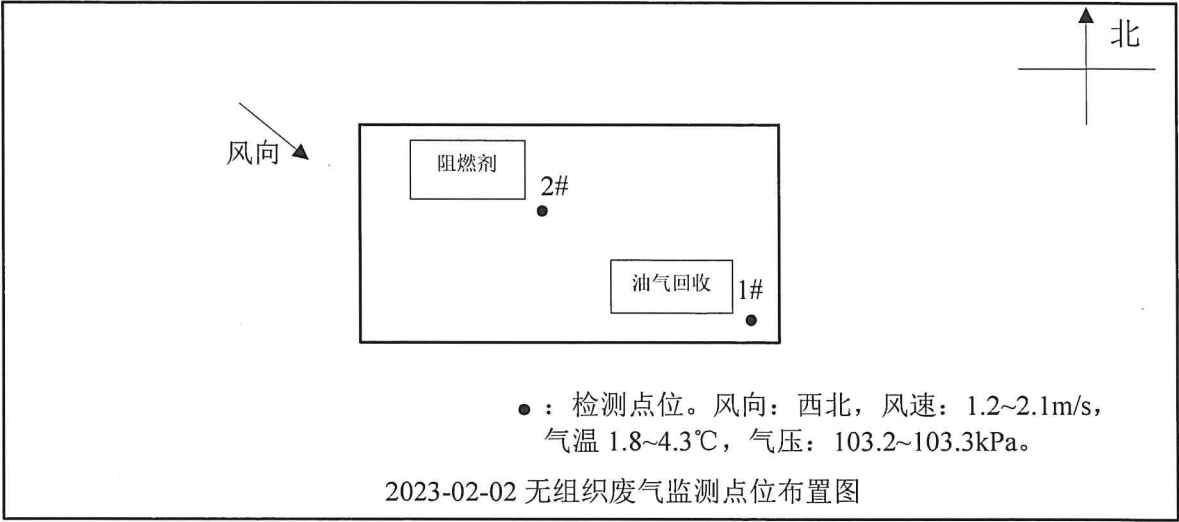 北
风向
阻燃剂
2#
油气回收
1#
●：检测点位。风向：西北，风速：1.2~2.1m/s，
气温 1.8~4.3℃，气压：103.2~103.3kPa。
2023-02-02 无组织废气监测点位布置图